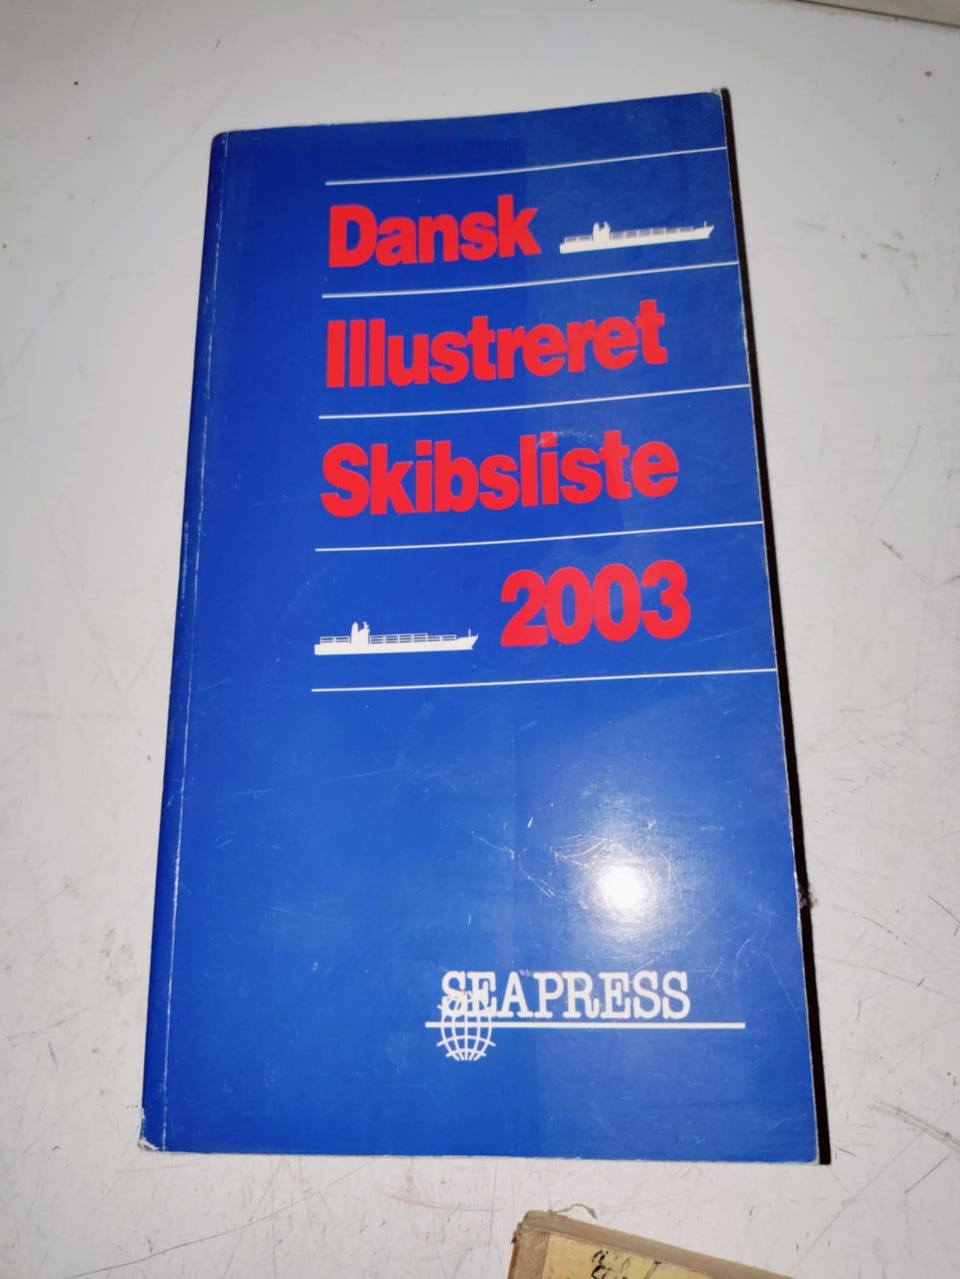 Dansk
Illustreret
Skibsliste
2003
SEAPRESS